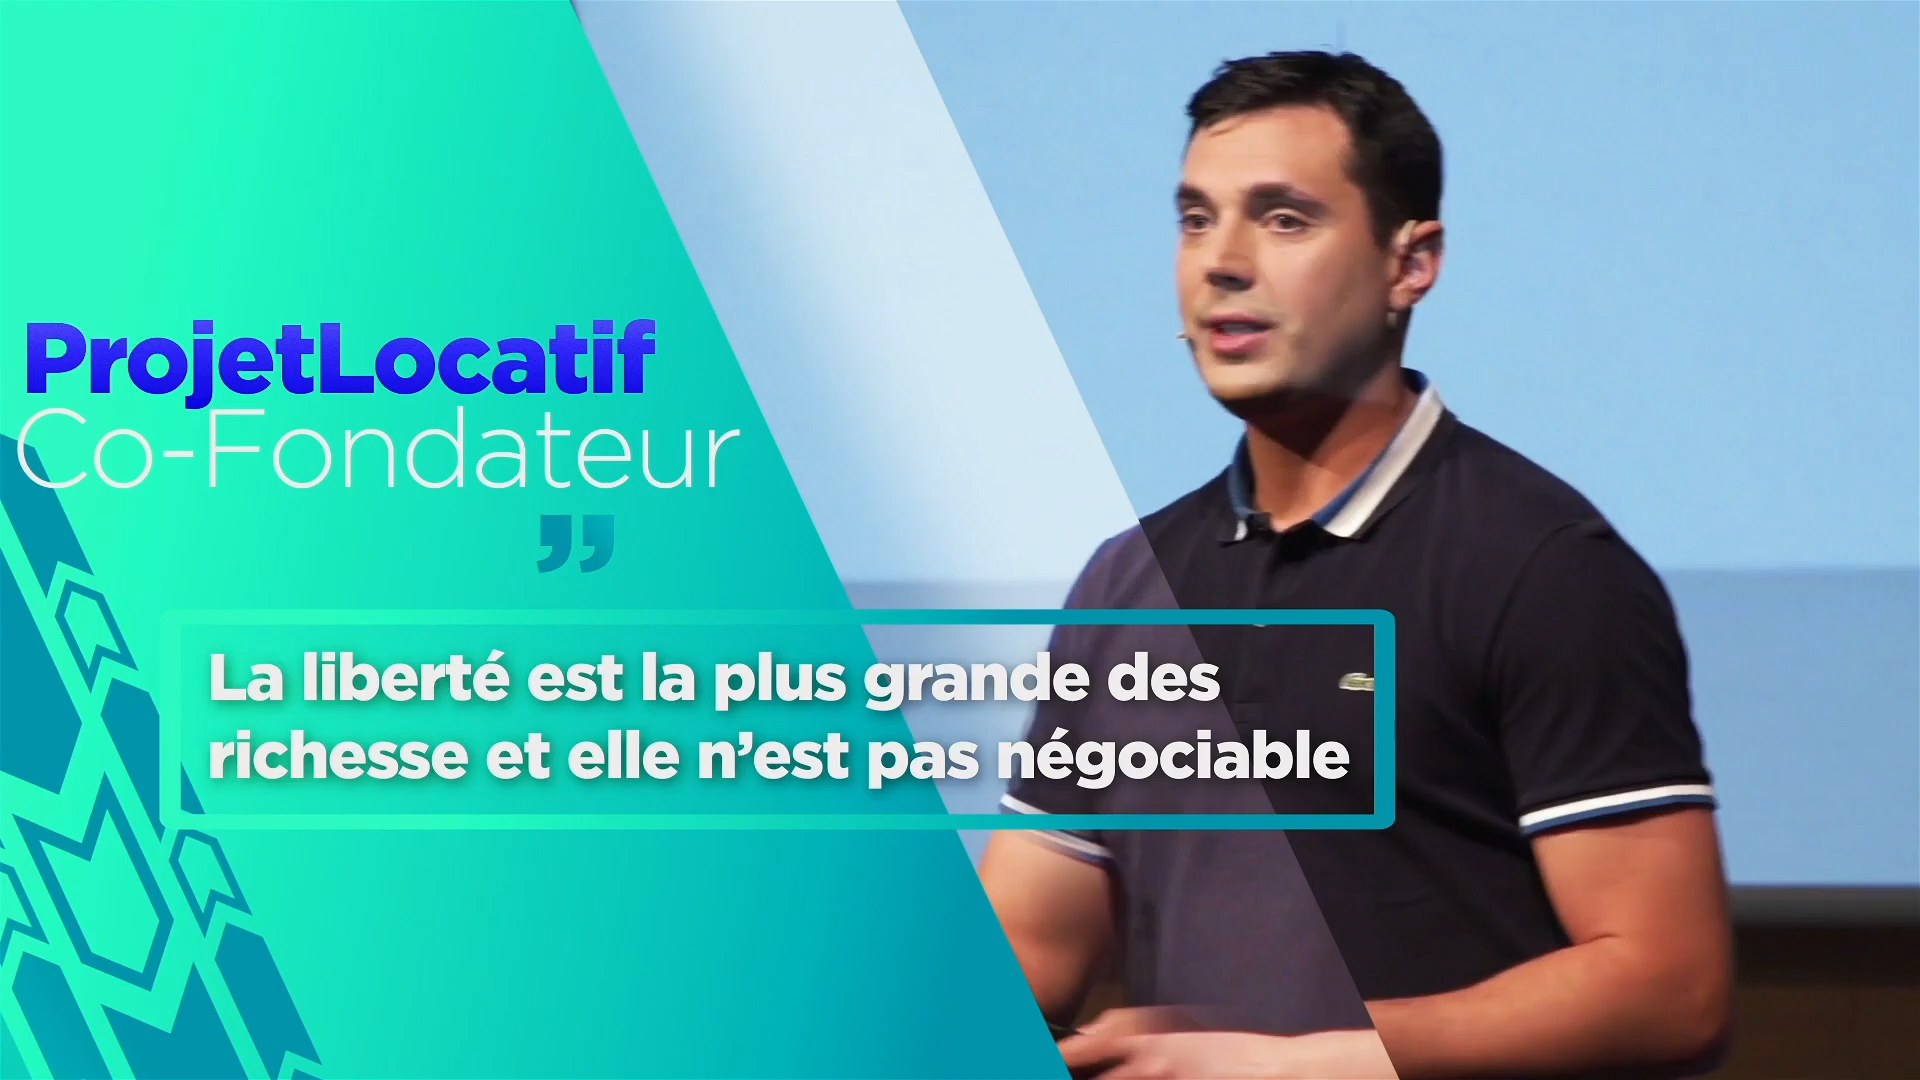 ProjetLocatif
Co-Fondateur
”
La liberté est la plus grande des
richesse et elle n’est pas négociable